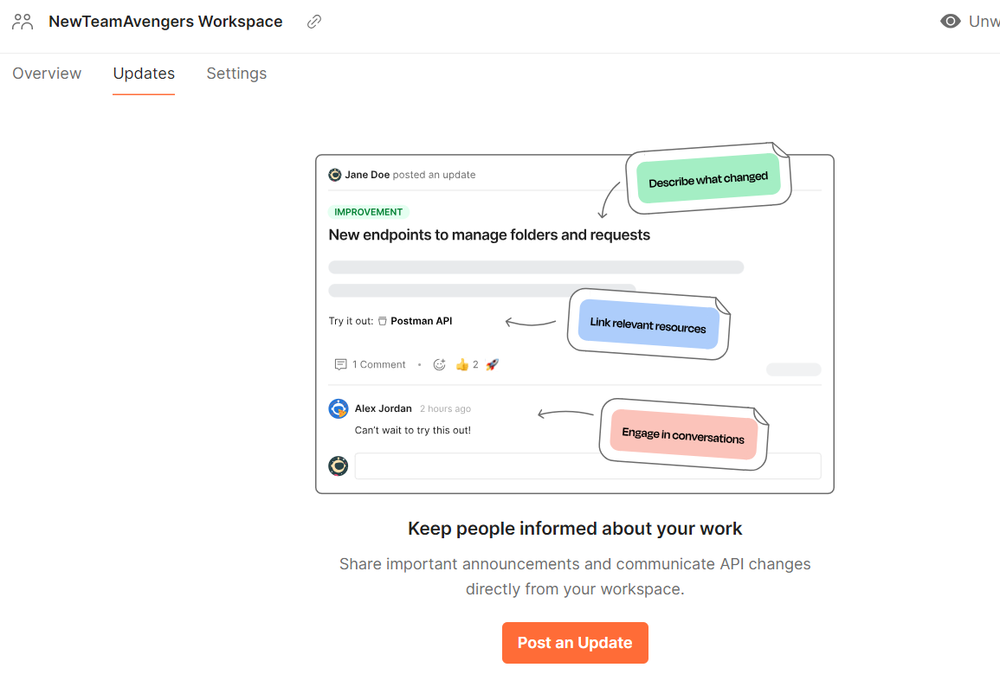 NewTeamAvengers Workspace
Unw
Overview
Updates
Settings
Jane Doe posted an update
Describe what changed
IMPROVEMENT
New endpoints to manage folders and requests
Try it out: Postman API
Link relevant resources
1 Comment • 👍 2 🚀
Alex Jordan 2 hours ago
Can't wait to try this out!
Engage in conversations
Keep people informed about your work
Share important announcements and communicate API changes
directly from your workspace.
Post an Update